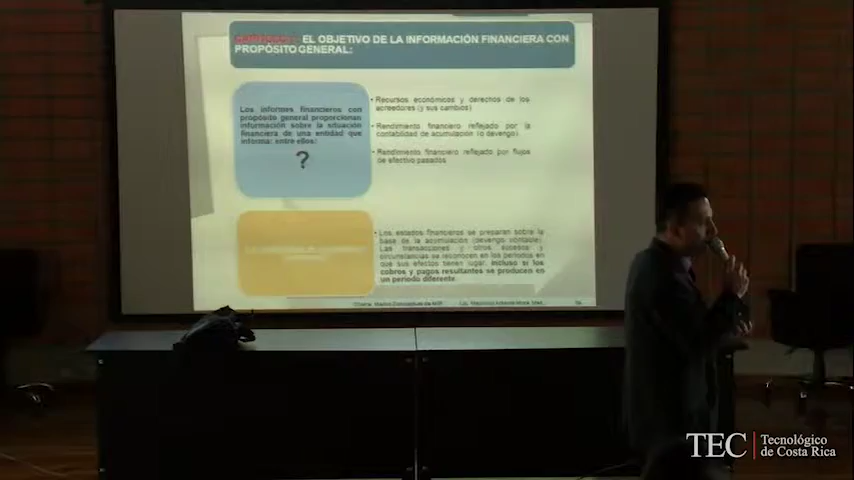 EL OBJETIVO DE LA INFORMACIÓN FINANCIERA CON
PROPÓSITO GENERAL:
Los informes financieros con
propósito general proporcionan
información sobre la situación
financiera de una entidad que
informa: entre ellos:
?
• Recursos económicos y derechos de los
acreedores (y sus cambios)
• Rendimiento financiero reflejado por la
contabilidad de acumulación (o devengo)
• Rendimiento financiero reflejado por flujos
de efectivo pasados
• Los estados financieros se preparan sobre la
base de la acumulación (devengo contable).
Las transacciones y otros sucesos y
circunstancias se reconocen en los periodos en
que sus efectos tienen lugar, incluso si los
cobros y pagos resultantes se producen en
un periodo diferente.
TEC | Tecnológico
de Costa Rica